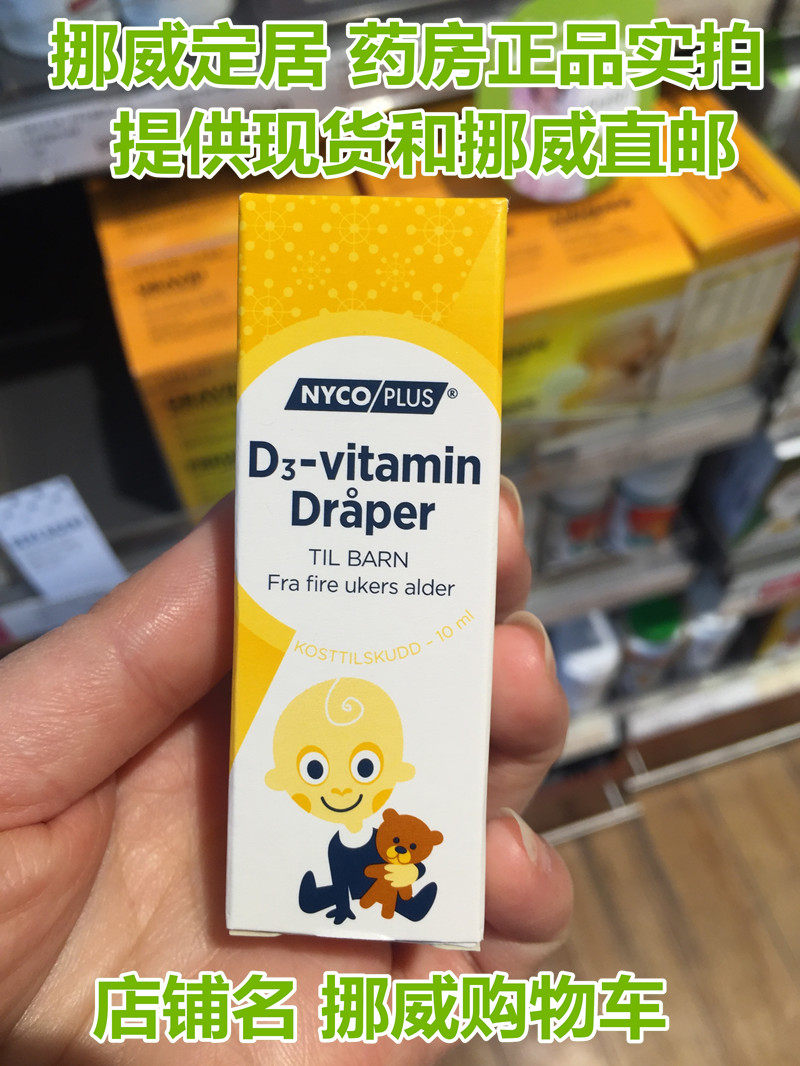 挪威定居 药房正品实拍
提供现货和挪威直邮
NYCO/PLUS®
D₃-vitamin
Dråper
TIL BARN
Fra fire ukers alder
KOSTTILSKUDD - 10 ml
店铺名 挪威购物车